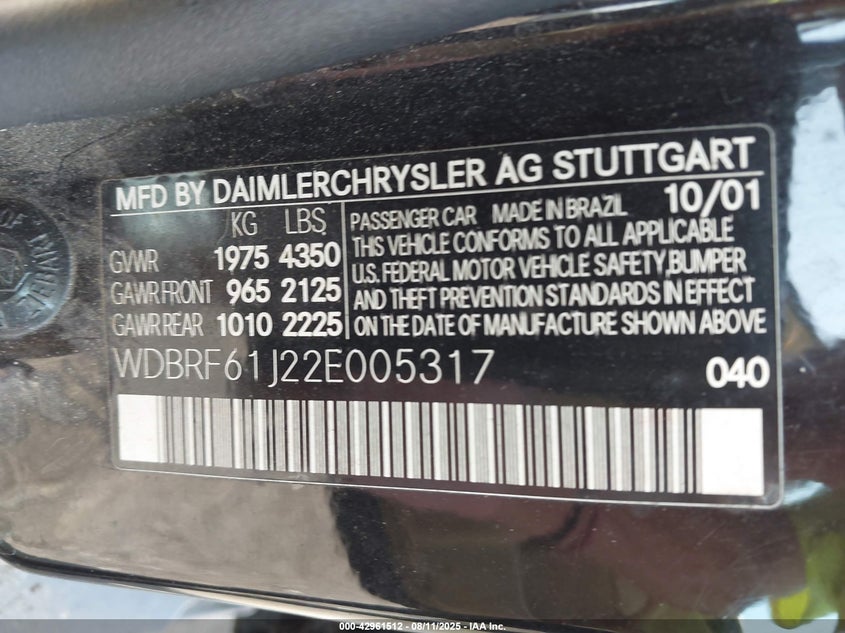 MFD BY DAIMLERCHRYSLER AG STUTTGART
KG LBS
GVWR 1975 4350
GAWR FRONT 965 2125
GAWR REAR 1010 2225
PASSENGER CAR MADE IN BRAZIL 10/01
THIS VEHICLE CONFORMS TO ALL APPLICABLE
U.S. FEDERAL MOTOR VEHICLE SAFETY, BUMPER
AND THEFT PREVENTION STANDARDS IN EFFECT
ON THE DATE OF MANUFACTURE SHOWN ABOVE
WDBRF61J22E005317 040
000-42961512 - 08/11/2025 - IAA Inc.